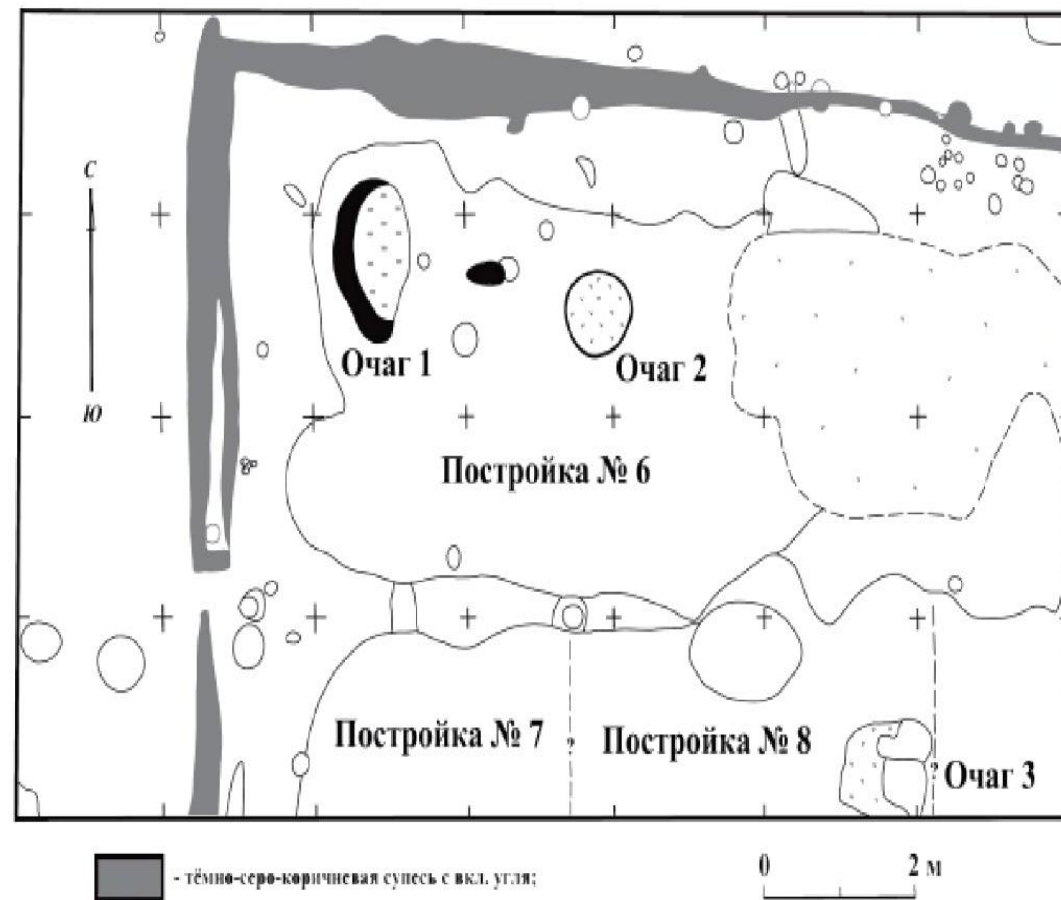 С
Ю
Очаг 1
Очаг 2
Постройка № 6
Постройка № 7
?
Постройка № 8
? Очаг 3
- тёмно-серо-коричневая супесь с вкл. угля;
0 2 м